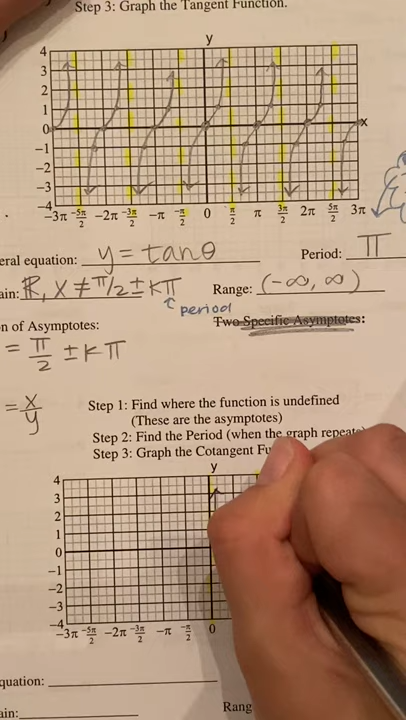 Step 3: Graph the Tangent Function.
y
4
3
2
1
0
x
-1
-2
-3
-4
-3π -5π/2 -2π -3π/2 -π -π/2 0 π/2 π 3π/2 2π 5π/2 3π
eral equation: y = tanθ Period: π
ain: ℝ, x ≠ π/2 ± kπ Range: (-∞, ∞)
period
n of Asymptotes: Two Specific Asymptotes:
= π/2 ± kπ
= x/y
Step 1: Find where the function is undefined
(These are the asymptotes)
Step 2: Find the Period (when the graph repeats)
Step 3: Graph the Cotangent Fu
y
4
3
2
1
0
-1
-2
-3
-4
-3π -5π/2 -2π -3π/2 -π -π/2 0
quation:
ain: Rang